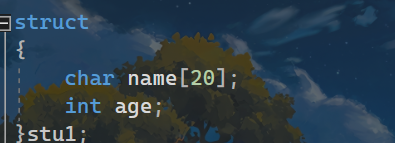 struct
{
    char name[20];
    int age;
}stu1;